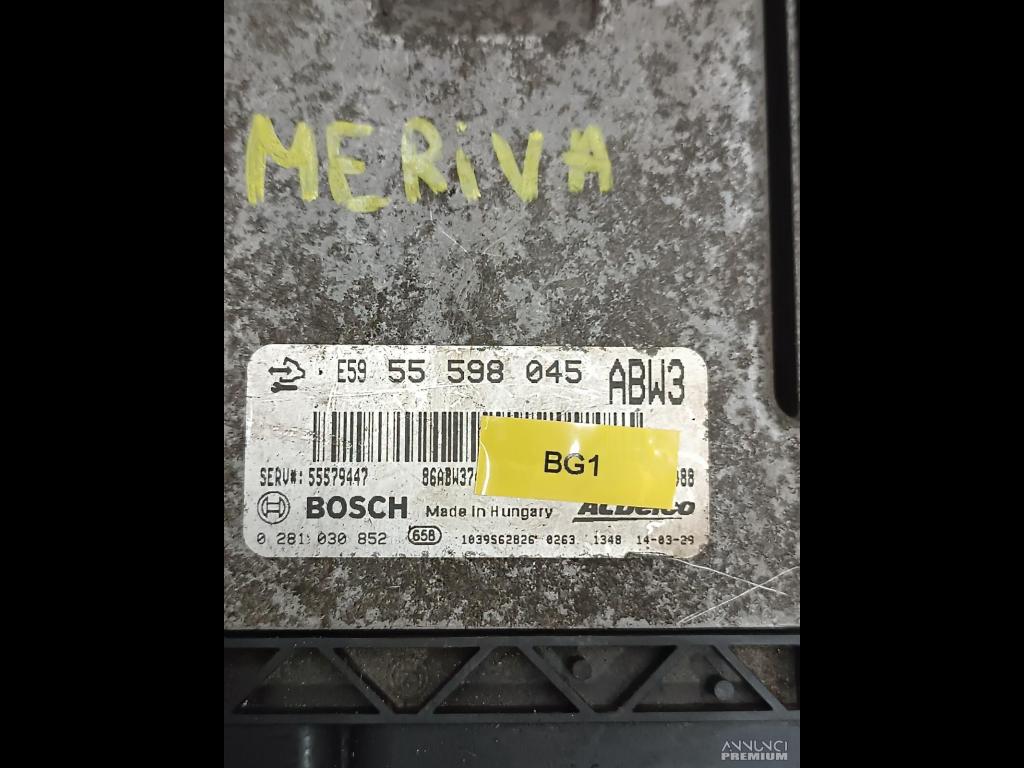 MERiVA
E59 55 598 045 ABW3
BG1
SERV#: 55579447
BOSCH Made in Hungary ACDelco
0 281 030 852 658 1039S62826 0263 1348 14-03-29
ANNUNCI
PREMIUM